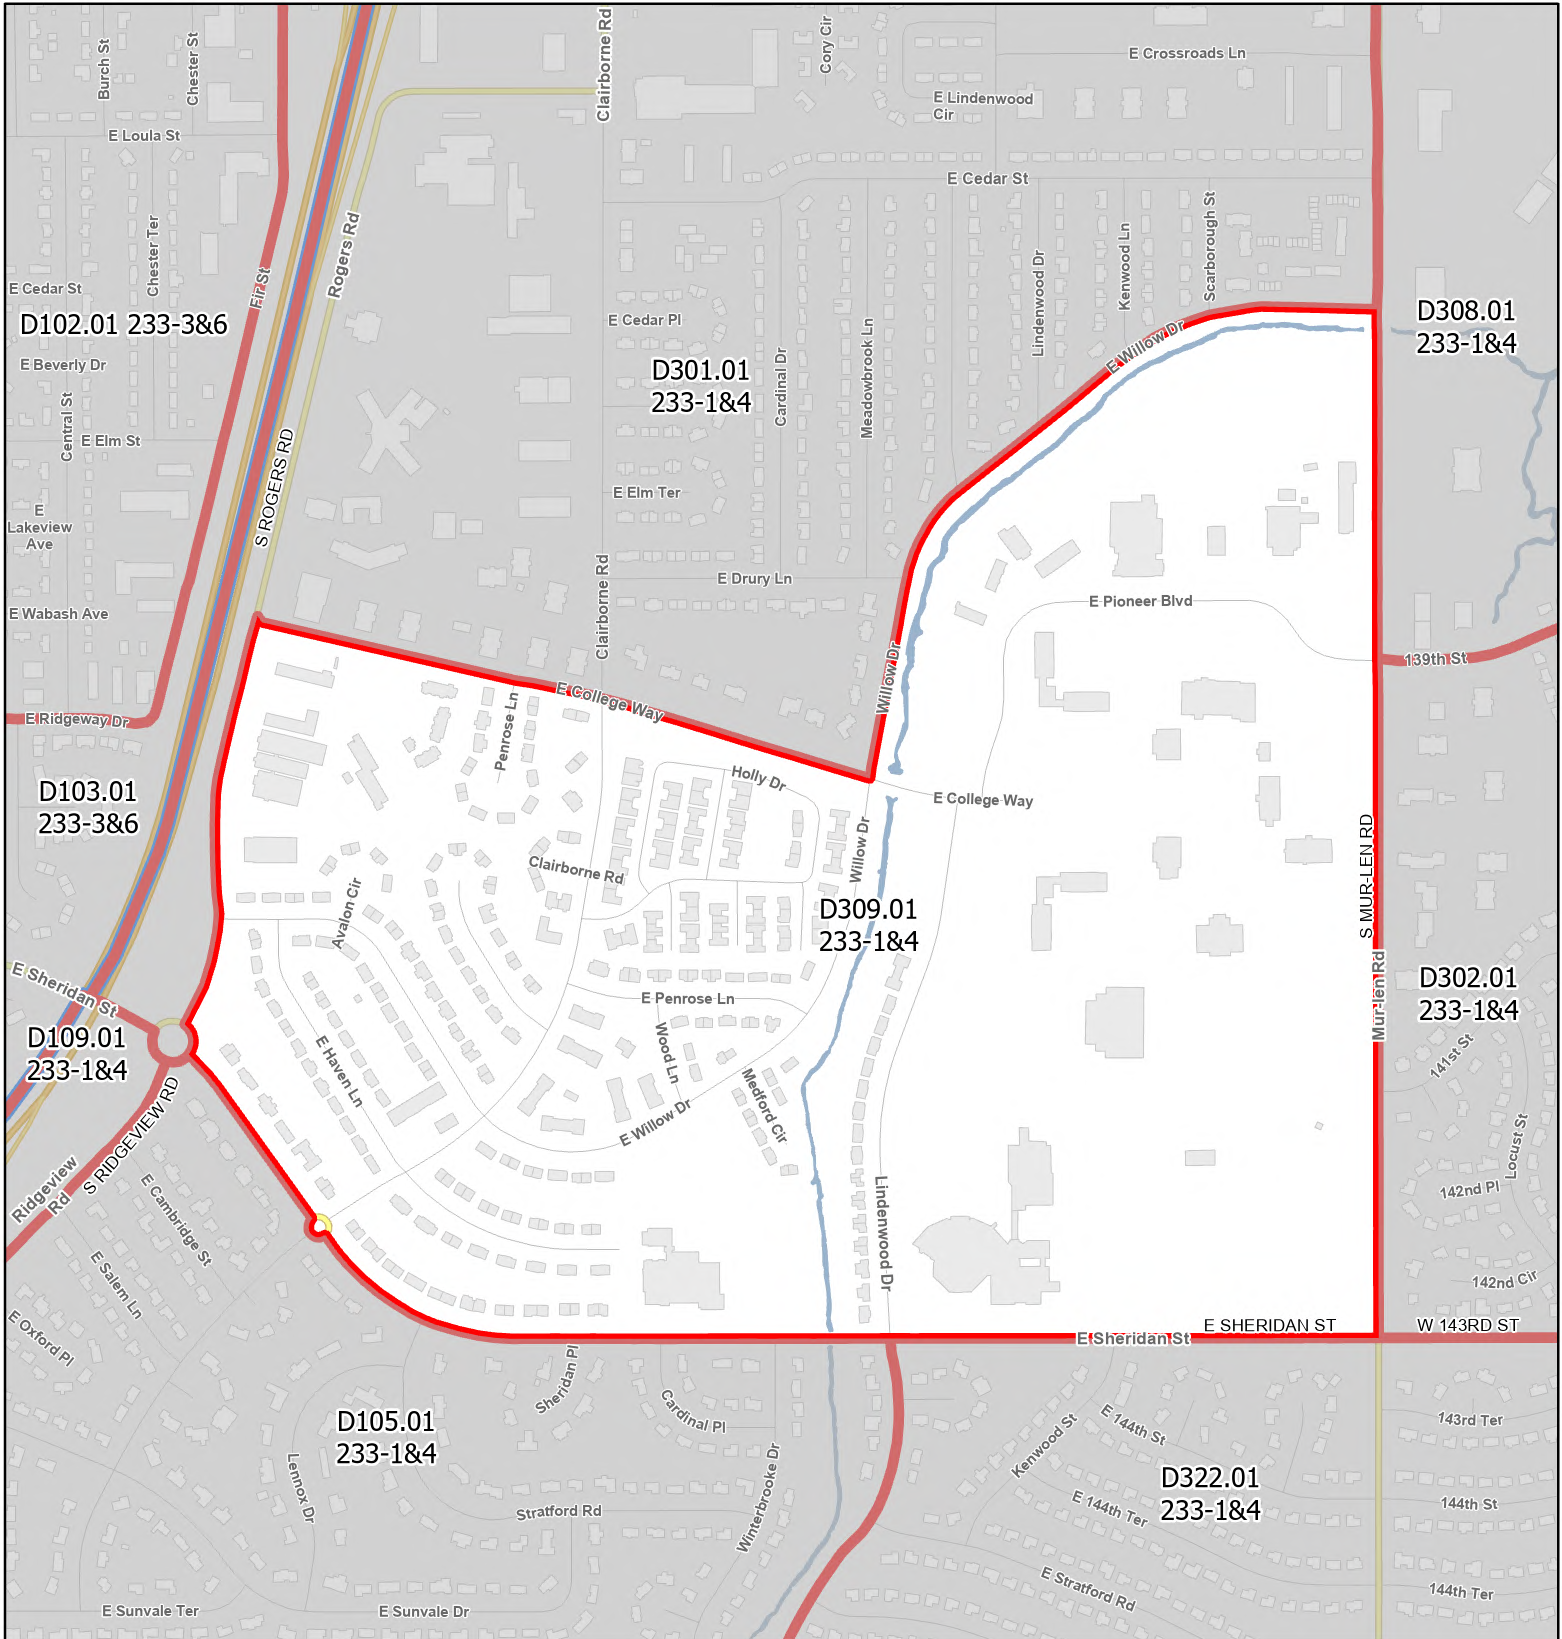 Burch St
Chester St
Clairborne Rd
Cory Cir
E Crossroads Ln
E Lindenwood
Cir
E Loula St
E Cedar St
Chester Ter
Rogers Rd
Fir St
Lindenwood Dr
Kenwood Ln
Scarborough St
E Cedar St
D102.01 233-3&6
E Cedar Pl
E Willow Dr
D308.01
233-1&4
E Beverly Dr
D301.01
233-1&4
Cardinal Dr
Meadowbrook Ln
Central St
E Elm St
S ROGERS RD
E Elm Ter
E
Lakeview
Ave
E Drury Ln
Clairborne Rd
E Wabash Ave
E Pioneer Blvd
Willow Dr
139th St
E Ridgeway Dr
E College Way
Penrose Ln
D103.01
233-3&6
Holly Dr
E College Way
Willow Dr
S MUR-LEN RD
Clairborne Rd
Avalon Cir
D309.01
233-1&4
E Sheridan St
E Penrose Ln
Mur-len Rd
D302.01
233-1&4
D109.01
233-1&4
E Haven Ln
Wood Ln
Medford Cir
E Willow Dr
141st St
S RIDGEVIEW RD
Ridgeview
Rd
E Cambridge St
Locust St
142nd Pl
Lindenwood Dr
E Salem Ln
142nd Cir
E Oxford Pl
E SHERIDAN ST
W 143RD ST
E Sheridan St
Sheridan Pl
Cardinal Pl
D105.01
233-1&4
Kenwood St
E 144th St
143rd Ter
D322.01
233-1&4
Lennox Dr
Stratford Rd
Winterbrooke Dr
E 144th Ter
144th St
E Stratford Rd
144th Ter
E Sunvale Ter
E Sunvale Dr